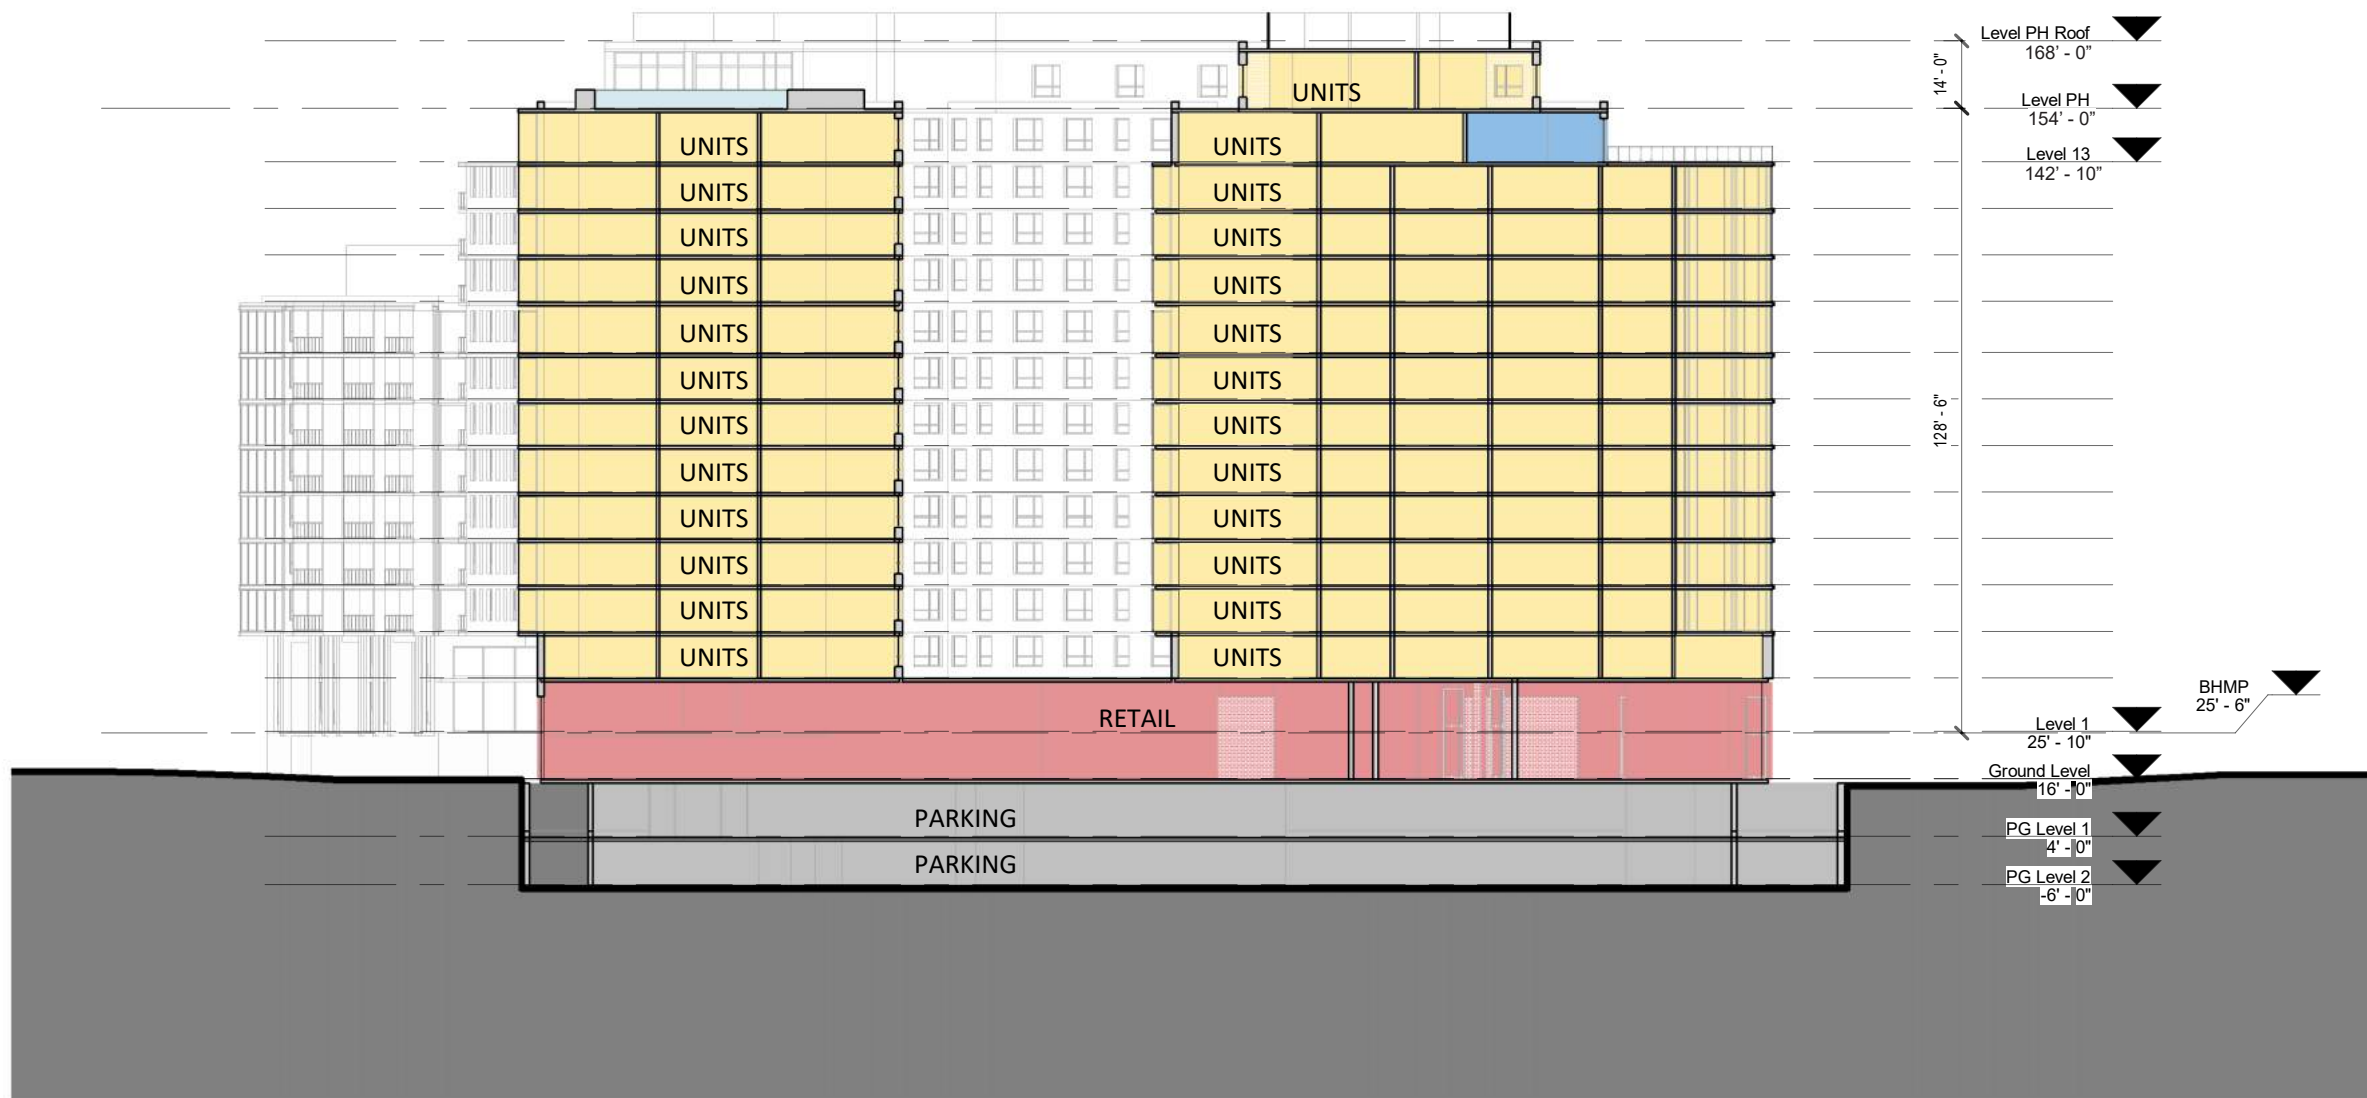 Level PH Roof
168' - 0"
14' - 0"
UNITS
Level PH
154' - 0"
UNITS
UNITS
Level 13
142' - 10"
UNITS
UNITS
UNITS
UNITS
UNITS
UNITS
UNITS
UNITS
UNITS
UNITS
UNITS
UNITS
128' - 6"
UNITS
UNITS
UNITS
UNITS
UNITS
UNITS
UNITS
UNITS
UNITS
UNITS
BHMP
25' - 6"
RETAIL
Level 1
25' - 10"
Ground Level
16' - 0"
PARKING
PG Level 1
4' - 0"
PARKING
PG Level 2
-6' - 0"